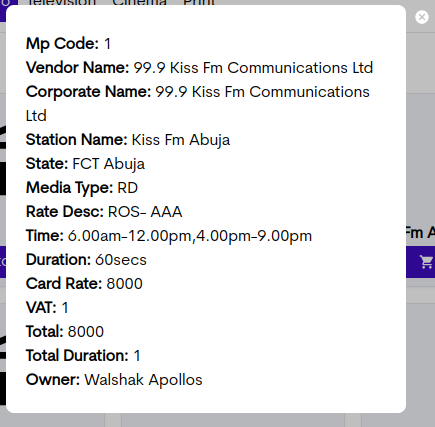 Television Cinema Print
Mp Code: 1
Vendor Name: 99.9 Kiss Fm Communications Ltd
Corporate Name: 99.9 Kiss Fm Communications
Ltd
Station Name: Kiss Fm Abuja
State: FCT Abuja
Media Type: RD
Rate Desc: ROS- AAA
Time: 6.00am-12.00pm,4.00pm-9.00pm
Duration: 60secs
Card Rate: 8000
VAT: 1
Total: 8000
Total Duration: 1
Owner: Walshak Apollos
Fm